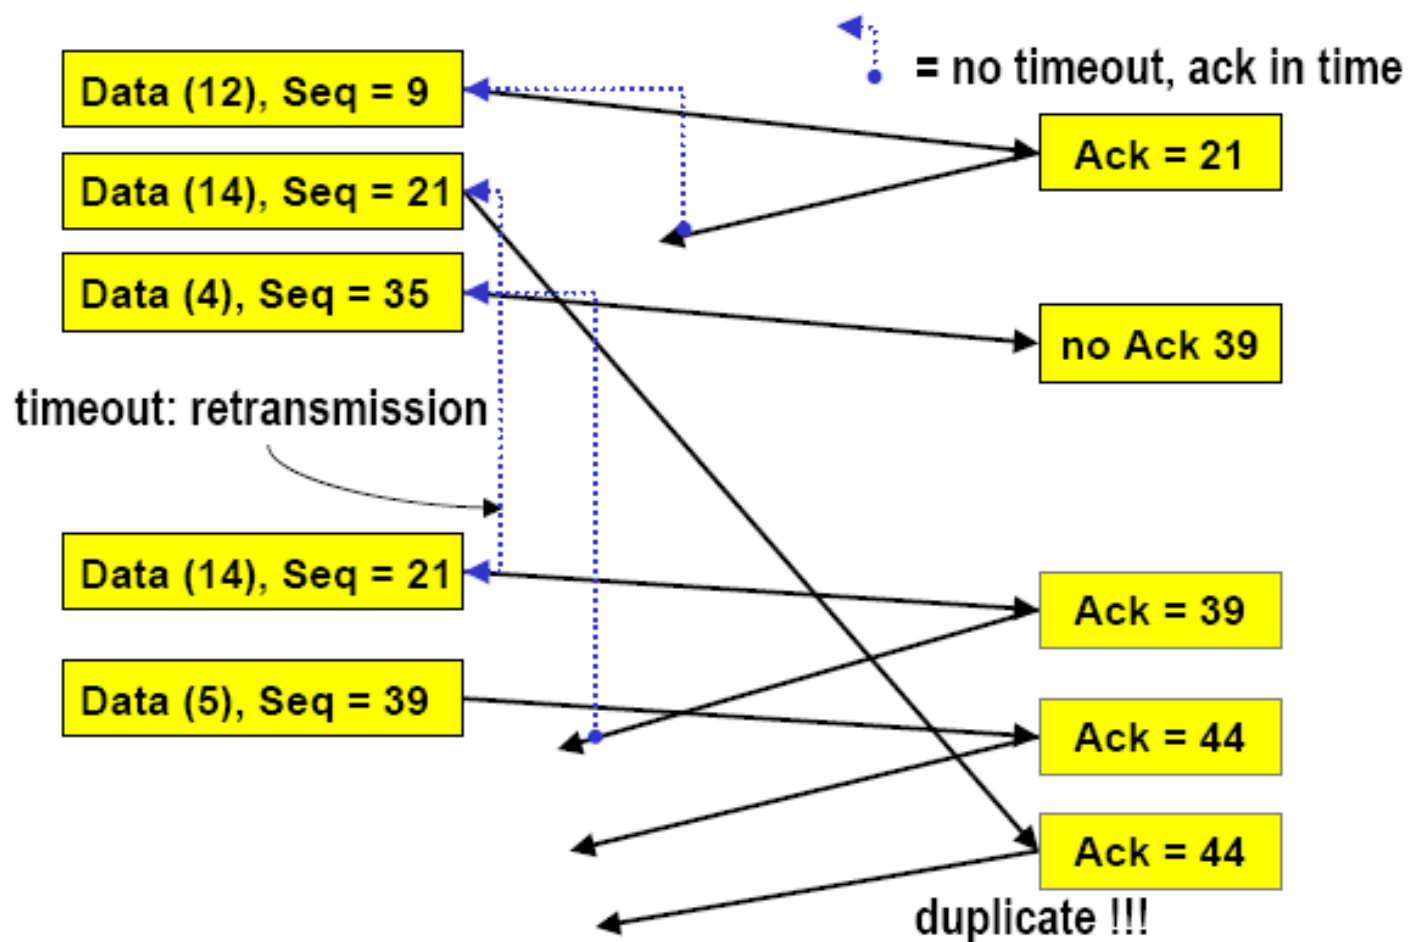 = no timeout, ack in time
Data (12), Seq = 9
Ack = 21
Data (14), Seq = 21
Data (4), Seq = 35
no Ack 39
timeout: retransmission
Data (14), Seq = 21
Ack = 39
Data (5), Seq = 39
Ack = 44
Ack = 44
duplicate !!!